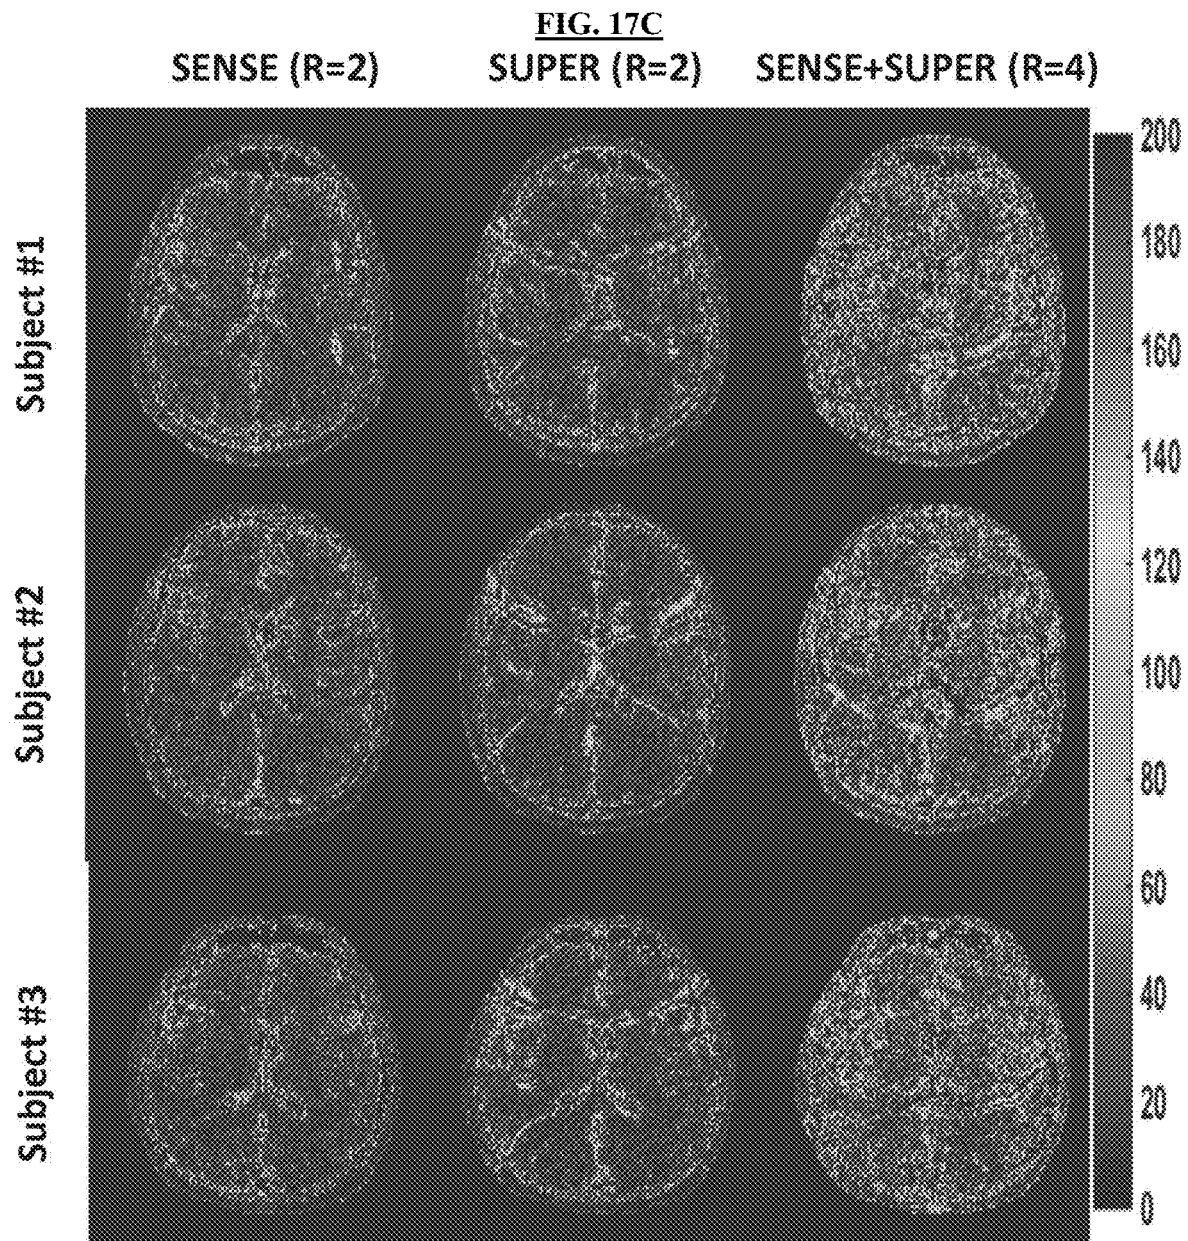 FIG. 17C
SENSE (R=2) SUPER (R=2) SENSE+SUPER (R=4)
Subject #1
Subject #2
Subject #3
200
180
160
140
120
100
80
60
40
20
0